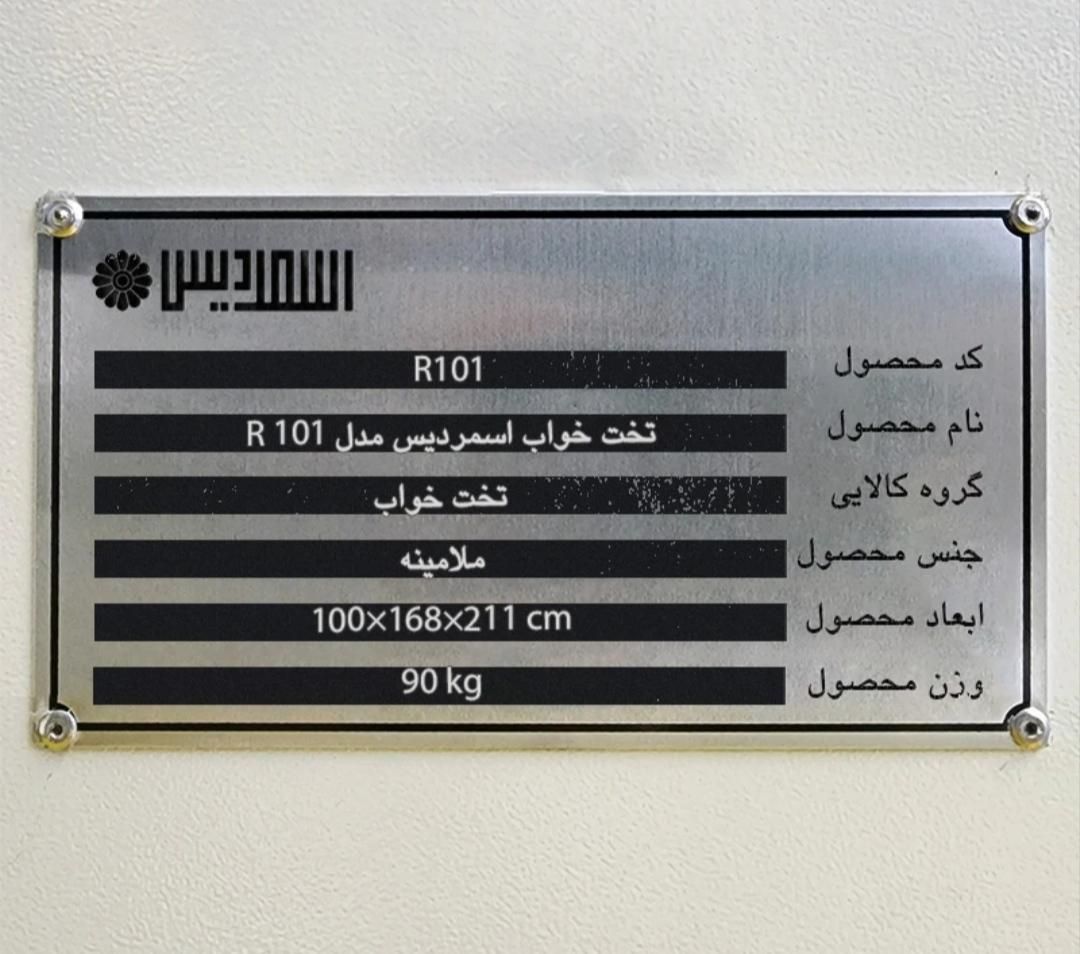 اسمردیس
کد محصول R101
نام محصول تخت خواب اسمردیس مدل R 101
گروه کالایی تخت خواب
جنس محصول ملامینه
ابعاد محصول 100×168×211 cm
وزن محصول 90 kg